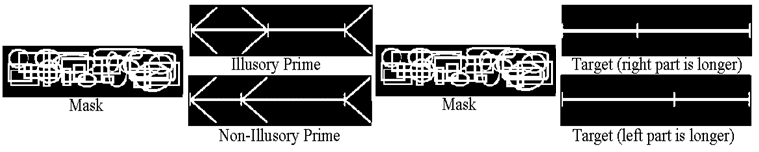 Illusory Prime
Target (right part is longer)
Mask
Mask
Non-Illusory Prime
Target (left part is longer)